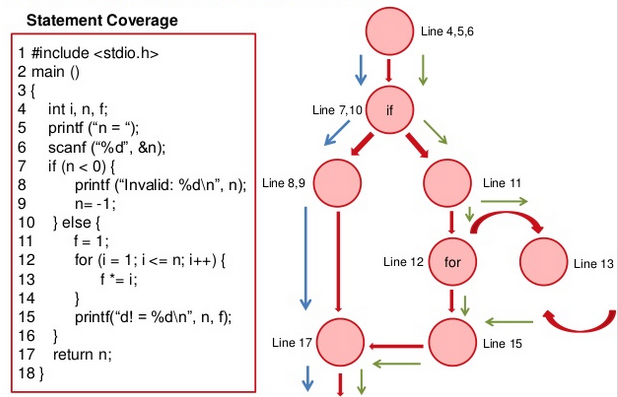 Statement Coverage
1 #include <stdio.h>
2 main ()
3 {
4 int i, n, f;
5 printf (“n = “);
6 scanf (“%d”, &n);
7 if (n < 0) {
8 printf (“Invalid: %d\n”, n);
9 n= -1;
10 } else {
11 f = 1;
12 for (i = 1; i <= n; i++) {
13 f *= i;
14 }
15 printf(“d! = %d\n”, n, f);
16 }
17 return n;
18 }
Line 4,5,6
Line 7,10
if
Line 8,9
Line 11
Line 12
for
Line 13
Line 17
Line 15